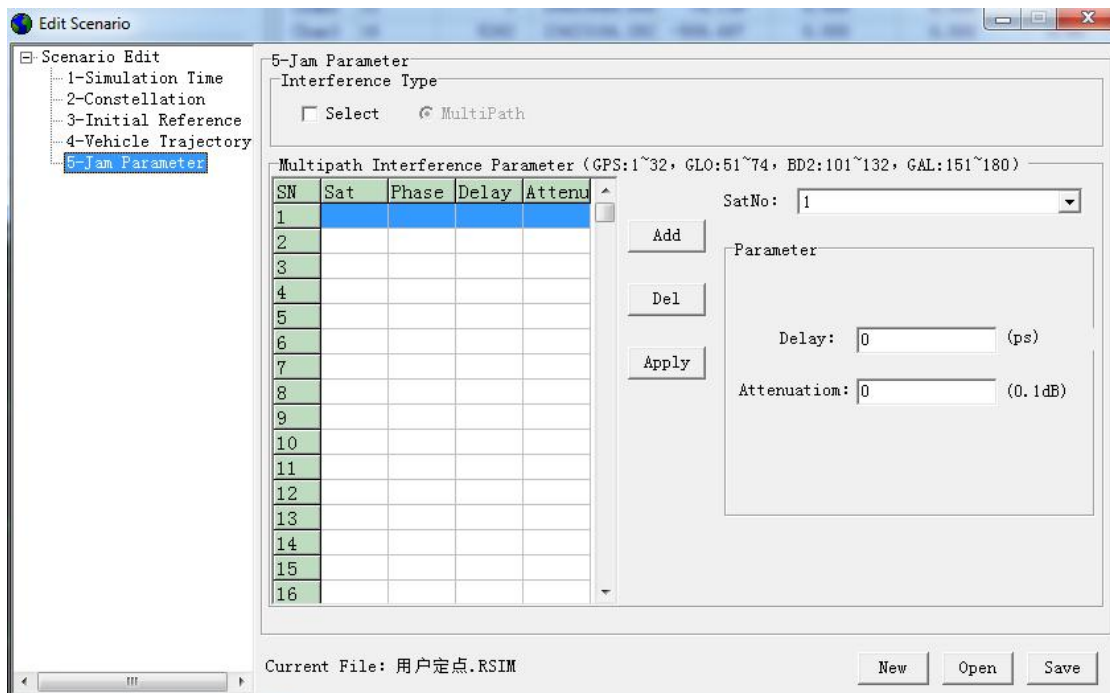 Edit Scenario
Scenario Edit
1-Simulation Time
2-Constellation
3-Initial Reference
4-Vehicle Trajectory
5-Jam Parameter
5-Jam Parameter
Interference Type
Select
MultiPath
Multipath Interference Parameter (GPS:1~32, GLO:51~74, BD2:101~132, GAL:151~180)
SN Sat Phase Delay Attenu
1
2
3
4
5
6
7
8
9
10
11
12
13
14
15
16
Add
Del
Apply
SatNo: 1
Parameter
Delay: 0 (ps)
Attenuatiom: 0 (0.1dB)
Current File: 用户定点.RSIM
New Open Save